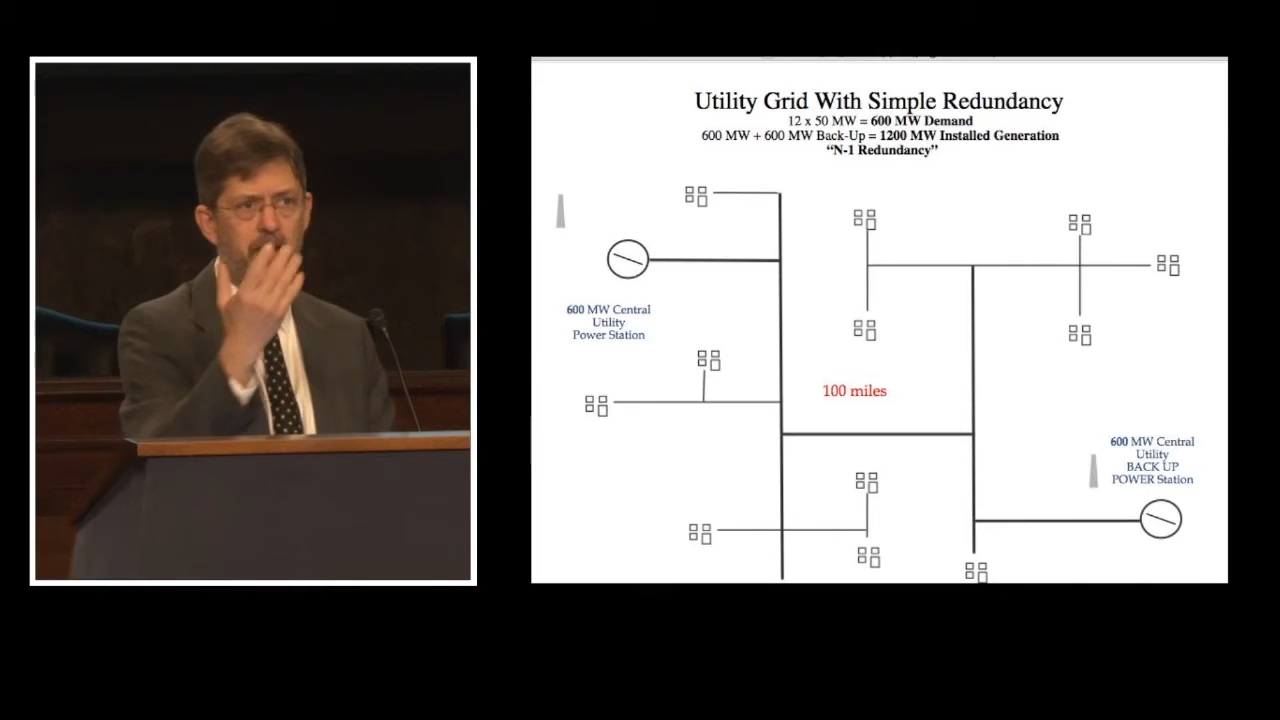 Utility Grid With Simple Redundancy
12 x 50 MW = 600 MW Demand
600 MW + 600 MW Back-Up = 1200 MW Installed Generation
“N-1 Redundancy”
600 MW Central
Utility
Power Station
100 miles
600 MW Central
Utility
BACK UP
POWER Station